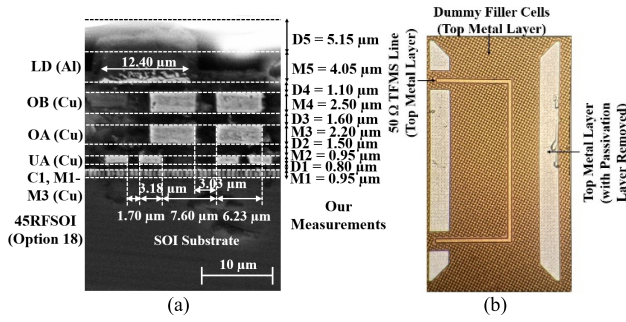 (a)
D5 = 5.15 µm
LD (Al)
12.40 µm
M5 = 4.05 µm
D4 = 1.10 µm
OB (Cu)
M4 = 2.50 µm
D3 = 1.60 µm
OA (Cu)
M3 = 2.20 µm
D2 = 1.50 µm
UA (Cu)
M2 = 0.95 µm
D1 = 0.80 µm
C1, M1-
M3 (Cu)
M1 = 0.95 µm
3.18 µm
3.03 µm
1.70 µm
7.60 µm
6.23 µm
45RFSOI
(Option 18)
SOI Substrate
Our
Measurements
10 µm
(a)
Dummy Filler Cells
(Top Metal Layer)
50 Ω TFMS Line
(Top Metal Layer)
Top Metal Layer
(with Passivation
Layer Removed)
(b)